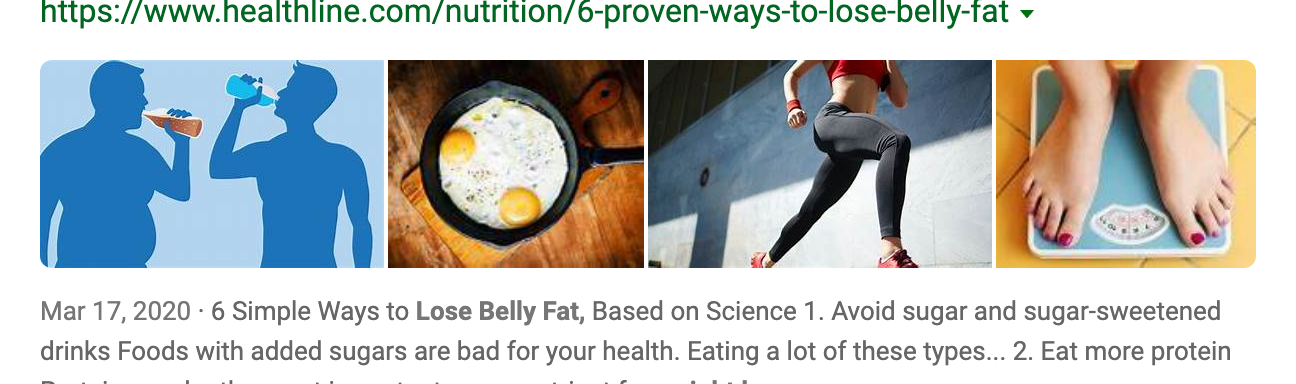 https://www.healthline.com/nutrition/6-proven-ways-to-lose-belly-fat
Mar 17, 2020 · 6 Simple Ways to Lose Belly Fat, Based on Science 1. Avoid sugar and sugar-sweetened
drinks Foods with added sugars are bad for your health. Eating a lot of these types... 2. Eat more protein